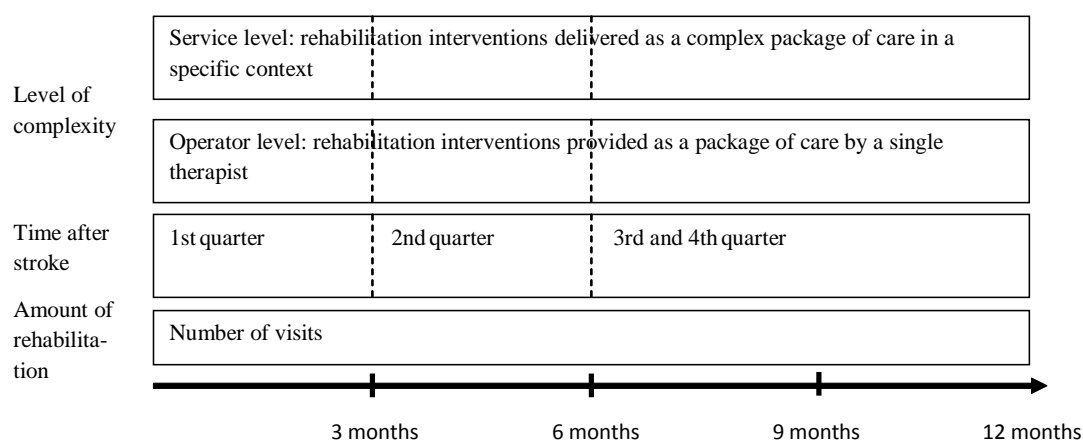 Service level: rehabilitation interventions delivered as a complex package of care in a
specific context
Level of
complexity
Operator level: rehabilitation interventions provided as a package of care by a single
therapist
Time after
stroke
1st quarter
2nd quarter
3rd and 4th quarter
Amount of
rehabilita-
tion
Number of visits
3 months
6 months
9 months
12 months